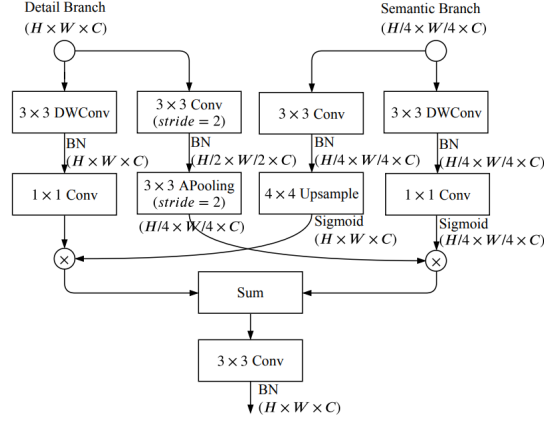 Detail Branch
(H × W × C)
Semantic Branch
(H/4 × W/4 × C)
3 × 3 DWConv
3 × 3 Conv
(stride = 2)
3 × 3 Conv
3 × 3 DWConv
BN
(H × W × C)
BN
(H/2 × W/2 × C)
BN
(H/4 × W/4 × C)
BN
(H/4 × W/4 × C)
1 × 1 Conv
3 × 3 APooling
(stride = 2)
4 × 4 Upsample
1 × 1 Conv
(H/4 × W/4 × C)
Sigmoid
(H × W × C)
Sigmoid
(H/4 × W/4 × C)
×
×
Sum
3 × 3 Conv
BN
(H × W × C)